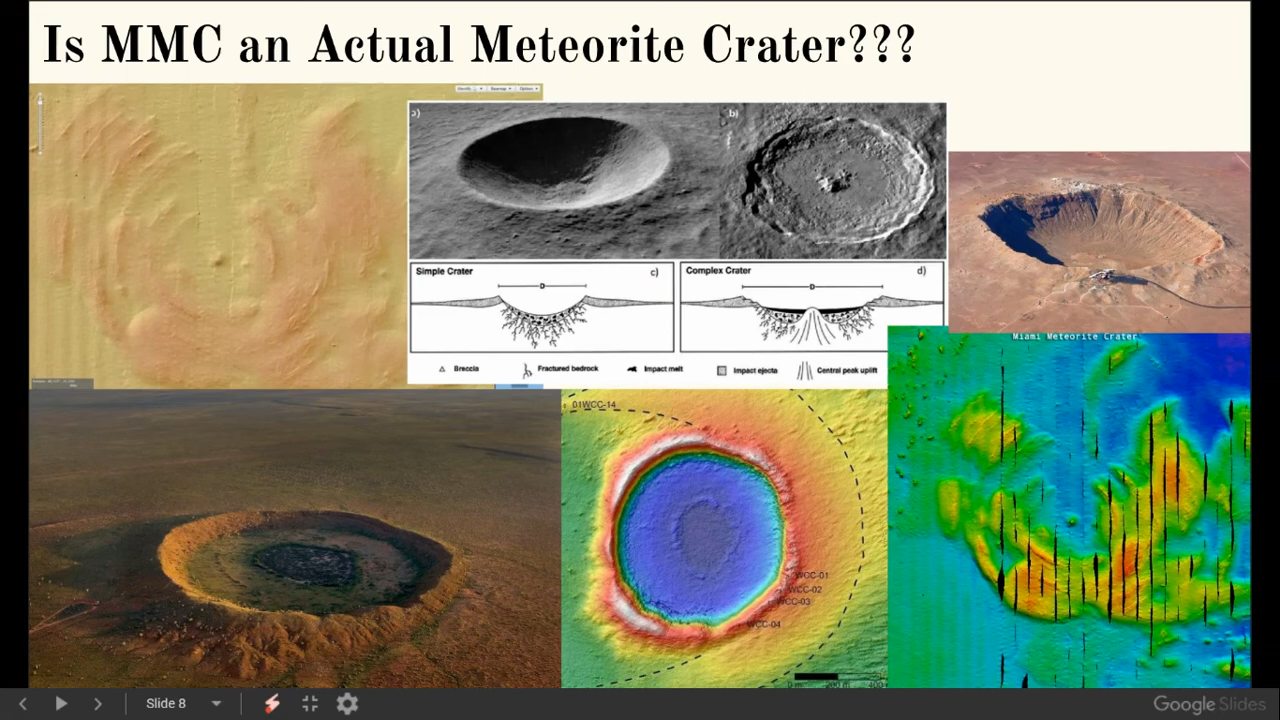 Is MMC an Actual Meteorite Crater???
a)
b)
Simple Crater
c)
D
Complex Crater
d)
D
Breccia
Fractured bedrock
Impact melt
Impact ejecta
Central peak uplift
Miami Meteorite Crater
01WCC-14
WCC-01
WCC-02
WCC-03
WCC-04
Slide 8
Google Slides